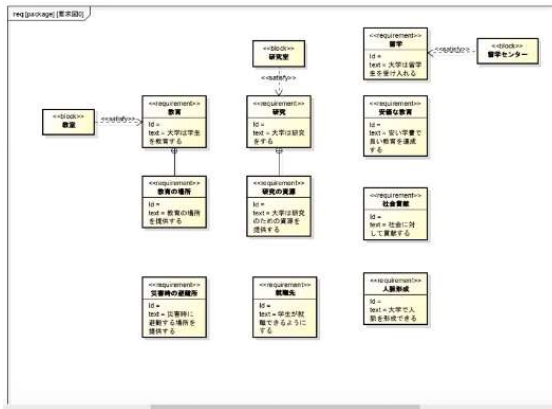 req [package] [要求図0]
<<block>>
研究室
<<satisfy>>
<<requirement>>
留学
Id =
text = 大学は留学
生を受け入れる
<<satisfy>>
<<block>>
留学センター
<<block>>
教室
<<satisfy>>
<<requirement>>
教育
Id =
text = 大学は学生
を教育する
<<requirement>>
研究
Id =
text = 大学は研究
をする
<<requirement>>
安価な教育
Id =
text = 安い学費で
良い教育を達成
する
<<requirement>>
教育の場所
Id =
text = 教育の場所
を提供する
<<requirement>>
研究の資源
Id =
text = 大学は研究
のための資源を
提供する
<<requirement>>
社会貢献
Id =
text = 社会に対
して貢献する
<<requirement>>
災害時の避難所
Id =
text = 災害時に
避難する場所を
提供する
<<requirement>>
就職先
Id =
text = 学生が就
職できるように
する
<<requirement>>
人脈形成
Id =
text = 大学で人
脈を形成できる